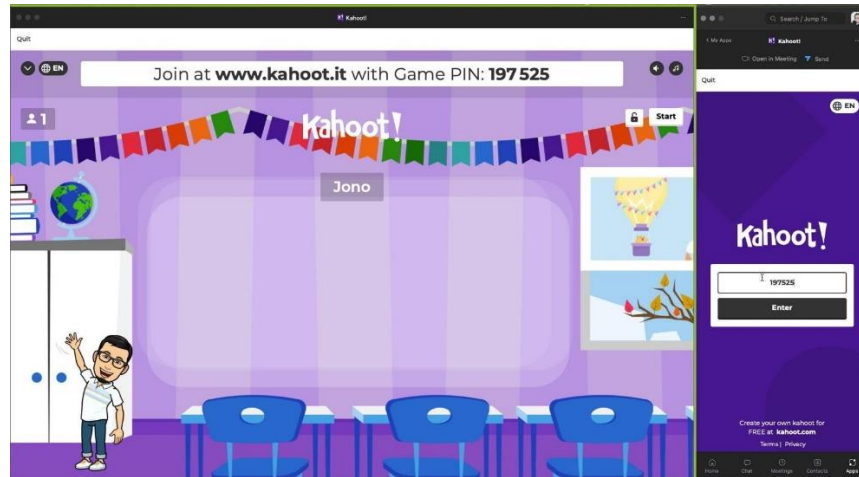 Kahoot!
Quit
EN
Join at www.kahoot.it with Game PIN: 197 525
1
Kahoot!
Start
Jono
Search / Jump To
< My Apps
Kahoot!
Open in Meeting
Send
Quit
EN
Kahoot!
197525
Enter
Create your own kahoot for
FREE at kahoot.com
Terms | Privacy
Home
Chat
Meetings
Contacts
Apps